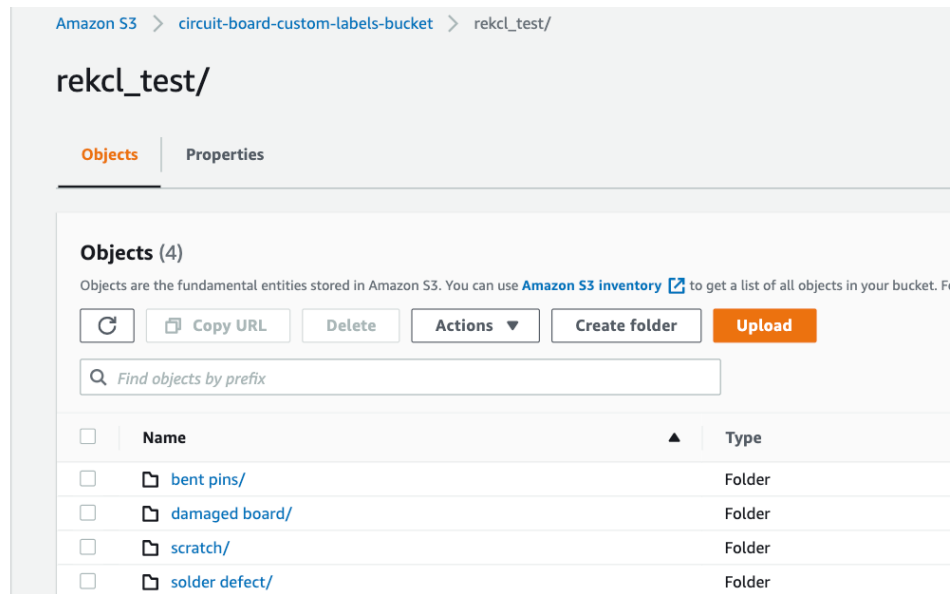 Amazon S3 > circuit-board-custom-labels-bucket > rekcl_test/
rekcl_test/
Objects Properties
Objects (4)
Objects are the fundamental entities stored in Amazon S3. You can use Amazon S3 inventory to get a list of all objects in your bucket.
Copy URL Delete Actions Create folder Upload
Find objects by prefix
Name Type
bent pins/ Folder
damaged board/ Folder
scratch/ Folder
solder defect/ Folder